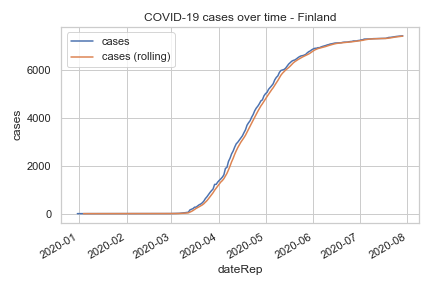 COVID-19 cases over time - Finland
cases
cases (rolling)
6000
4000
2000
0
cases
2020-01
2020-02
2020-03
2020-04
2020-05
2020-06
2020-07
2020-08
dateRep